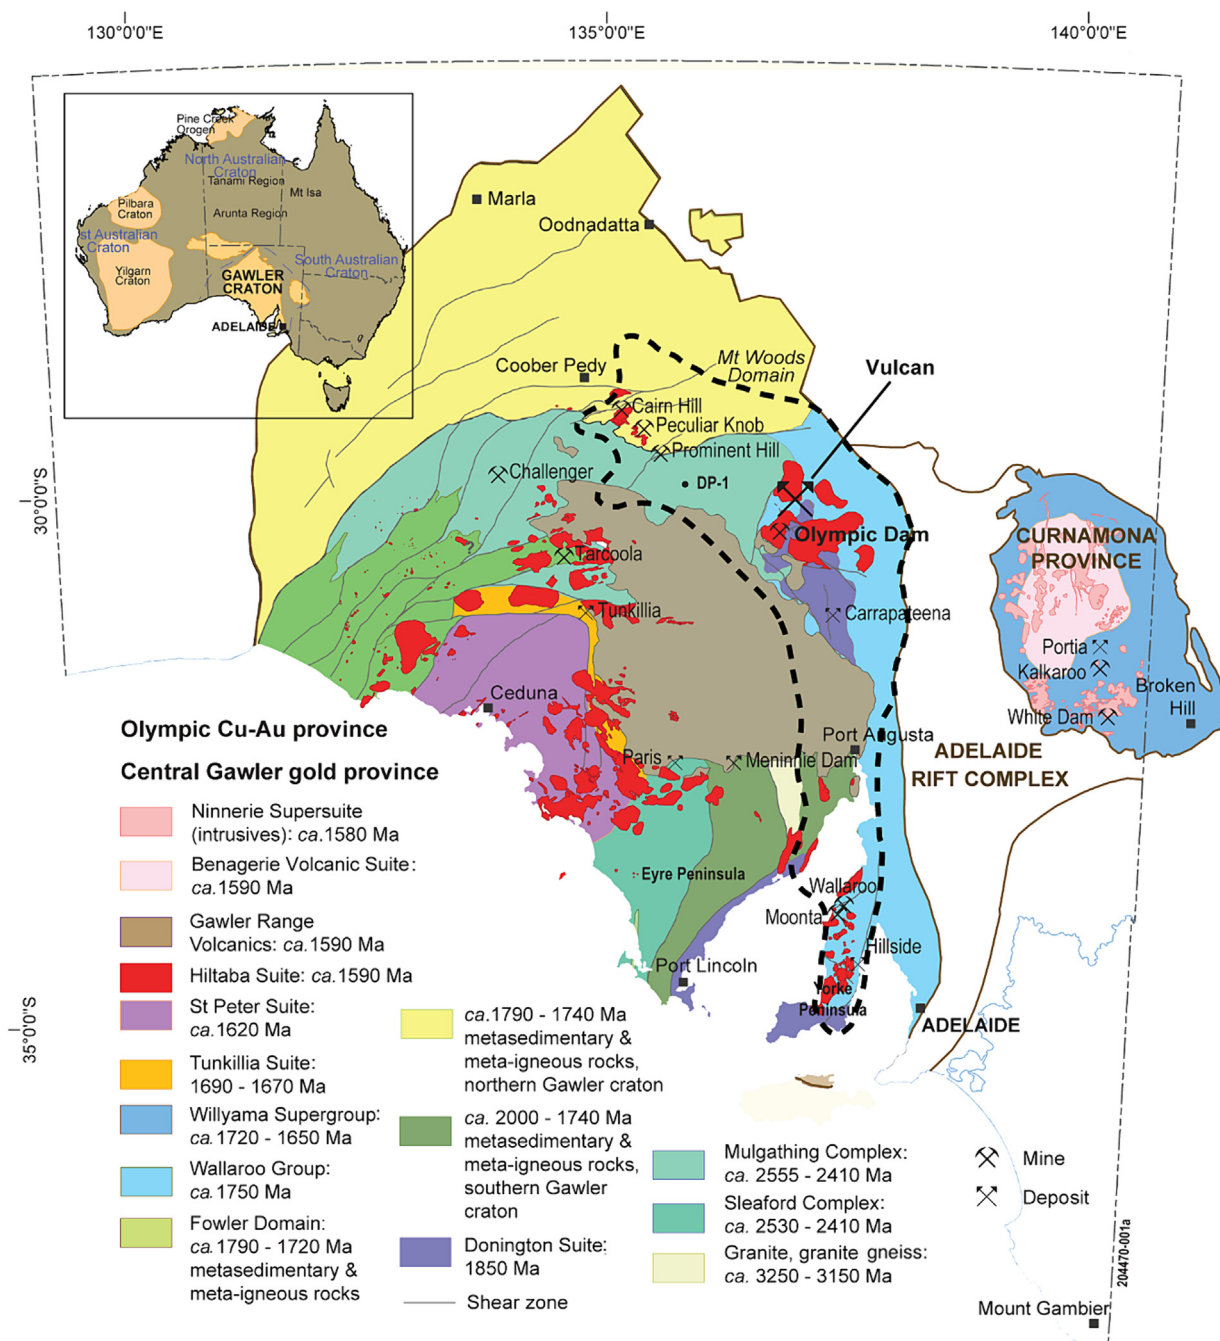 130°0'0"E
135°0'0"E
140°0'0"E
30°0'0"S
35°0'0"S
Pine Creek
Orogen
North Australian
Craton
Tanami Region
Mt Isa
Pilbara
Craton
Arunta Region
st Australian
Craton
Yilgarn
Craton
South Australian
Craton
GAWLER
CRATON
ADELAIDE
Marla
Oodnadatta
Coober Pedy
Mt Woods
Domain
Vulcan
Cairn Hill
Peculiar Knob
Prominent Hill
Challenger
DP-1
Olympic Dam
Tarcoola
Tunkillia
Carrapateena
CURNAMONA
PROVINCE
Portia
Kalkaroo
Broken
Hill
White Dam
Ceduna
Port Augusta
Paris
Meninnie Dam
ADELAIDE
RIFT COMPLEX
Eyre Peninsula
Wallaroo
Moonta
Hillside
Port Lincoln
Yorke
Peninsula
ADELAIDE
Mount Gambier
Olympic Cu-Au province
Central Gawler gold province
Ninnerie Supersuite
(intrusives): ca.1580 Ma
Benagerie Volcanic Suite:
ca.1590 Ma
Gawler Range
Volcanics: ca.1590 Ma
Hiltaba Suite: ca.1590 Ma
St Peter Suite:
ca.1620 Ma
Tunkillia Suite:
1690 - 1670 Ma
Willyama Supergroup:
ca.1720 - 1650 Ma
Wallaroo Group:
ca.1750 Ma
Fowler Domain:
ca.1790 - 1720 Ma
metasedimentary &
meta-igneous rocks
ca.1790 - 1740 Ma
metasedimentary &
meta-igneous rocks,
northern Gawler craton
ca. 2000 - 1740 Ma
metasedimentary &
meta-igneous rocks,
southern Gawler
craton
Donington Suite:
1850 Ma
Shear zone
Mulgathing Complex:
ca. 2555 - 2410 Ma
Sleaford Complex:
ca. 2530 - 2410 Ma
Granite, granite gneiss:
ca. 3250 - 3150 Ma
Mine
Deposit
204470-001a